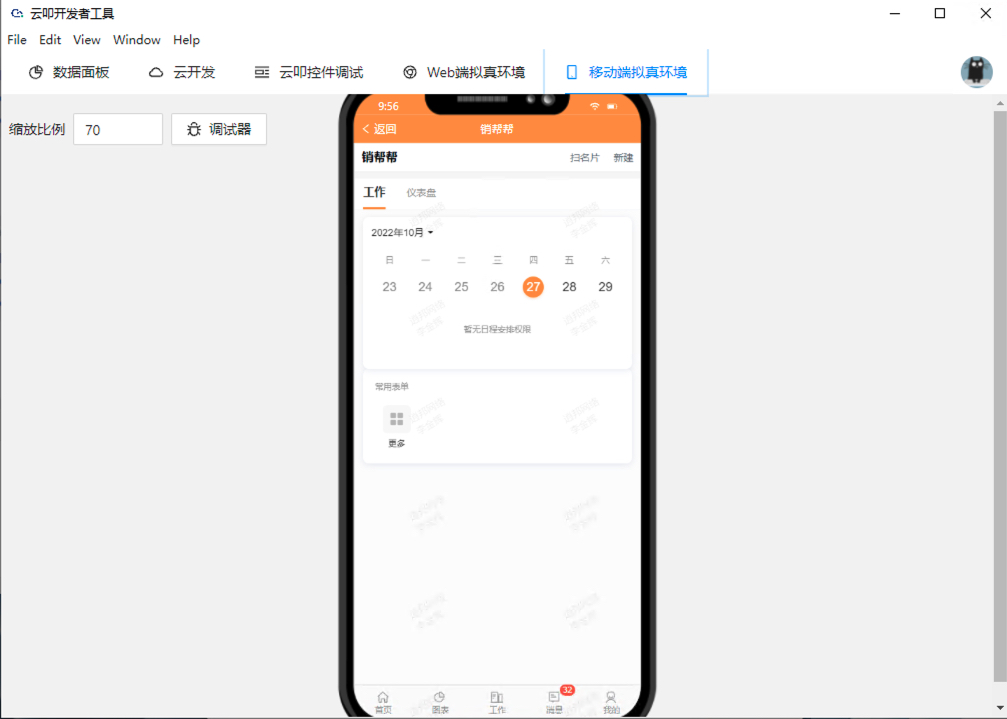 云叩开发者工具
File Edit View Window Help
数据面板 云开发 云叩控件调试 Web端拟真环境 移动端拟真环境
缩放比例 70 调试器
9:56
返回 销帮帮
销帮帮 扫名片 新建
工作 仪表盘
2022年10月
日 一 二 三 四 五 六
23 24 25 26 27 28 29
暂无日程安排权限
常用表单
更多
32
首页 图表 工作 消息 我的